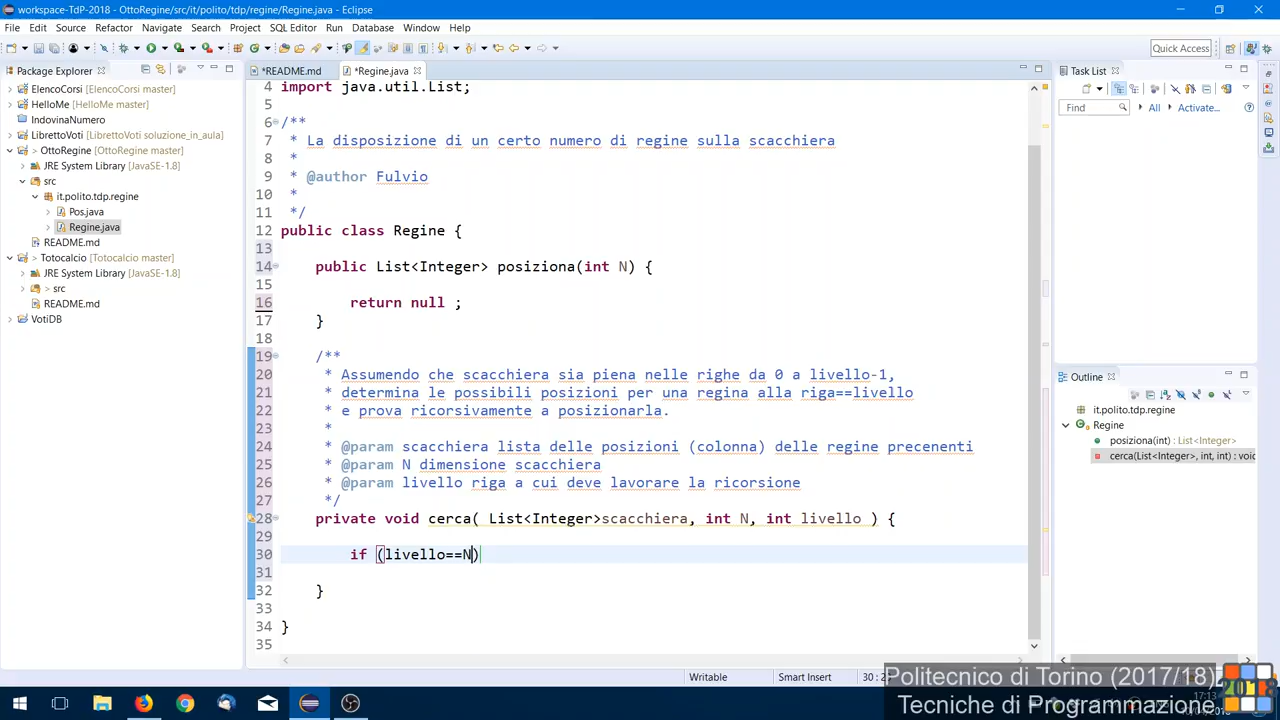 workspace-TdP-2018 - OttoRegine/src/it/polito/tdp/regine/Regine.java - Eclipse
File Edit Source Refactor Navigate Search Project SQL Editor Run Database Window Help
Quick Access
Package Explorer
*README.md
*Regine.java
Task List
ElencoCorsi [ElencoCorsi master]
HelloMe [HelloMe master]
IndovinaNumero
LibrettoVoti [LibrettoVoti soluzione_in_aula]
> OttoRegine [OttoRegine master]
JRE System Library [JavaSE-1.8]
src
it.polito.tdp.regine
Pos.java
Regine.java
README.md
> Totocalcio [Totocalcio master]
JRE System Library [JavaSE-1.8]
> src
README.md
VotiDB
4 import java.util.List;
5
6 /**
7 * La disposizione di un certo numero di regine sulla scacchiera
8 *
9 * @author Fulvio
10 *
11 */
12 public class Regine {
13
14 public List<Integer> posiziona(int N) {
15
16 return null ;
17 }
18
19 /**
20 * Assumendo che scacchiera sia piena nelle righe da 0 a livello-1,
21 * determina le possibili posizioni per una regina alla riga==livello
22 * e prova ricorsivamente a posizionarla.
23 *
24 * @param scacchiera lista delle posizioni (colonna) delle regine precenenti
25 * @param N dimensione scacchiera
26 * @param livello riga a cui deve lavorare la ricorsione
27 */
28 private void cerca( List<Integer>scacchiera, int N, int livello ) {
29
30 if (livello==N)
31
32 }
33
34 }
35
Find
All
Activate...
Outline
it.polito.tdp.regine
Regine
posiziona(int) : List<Integer>
cerca(List<Integer>, int, int) : voic
Writable
Smart Insert
Politecnico di Torino (2017/18)
Tecniche di Programmazione
2018
17:13